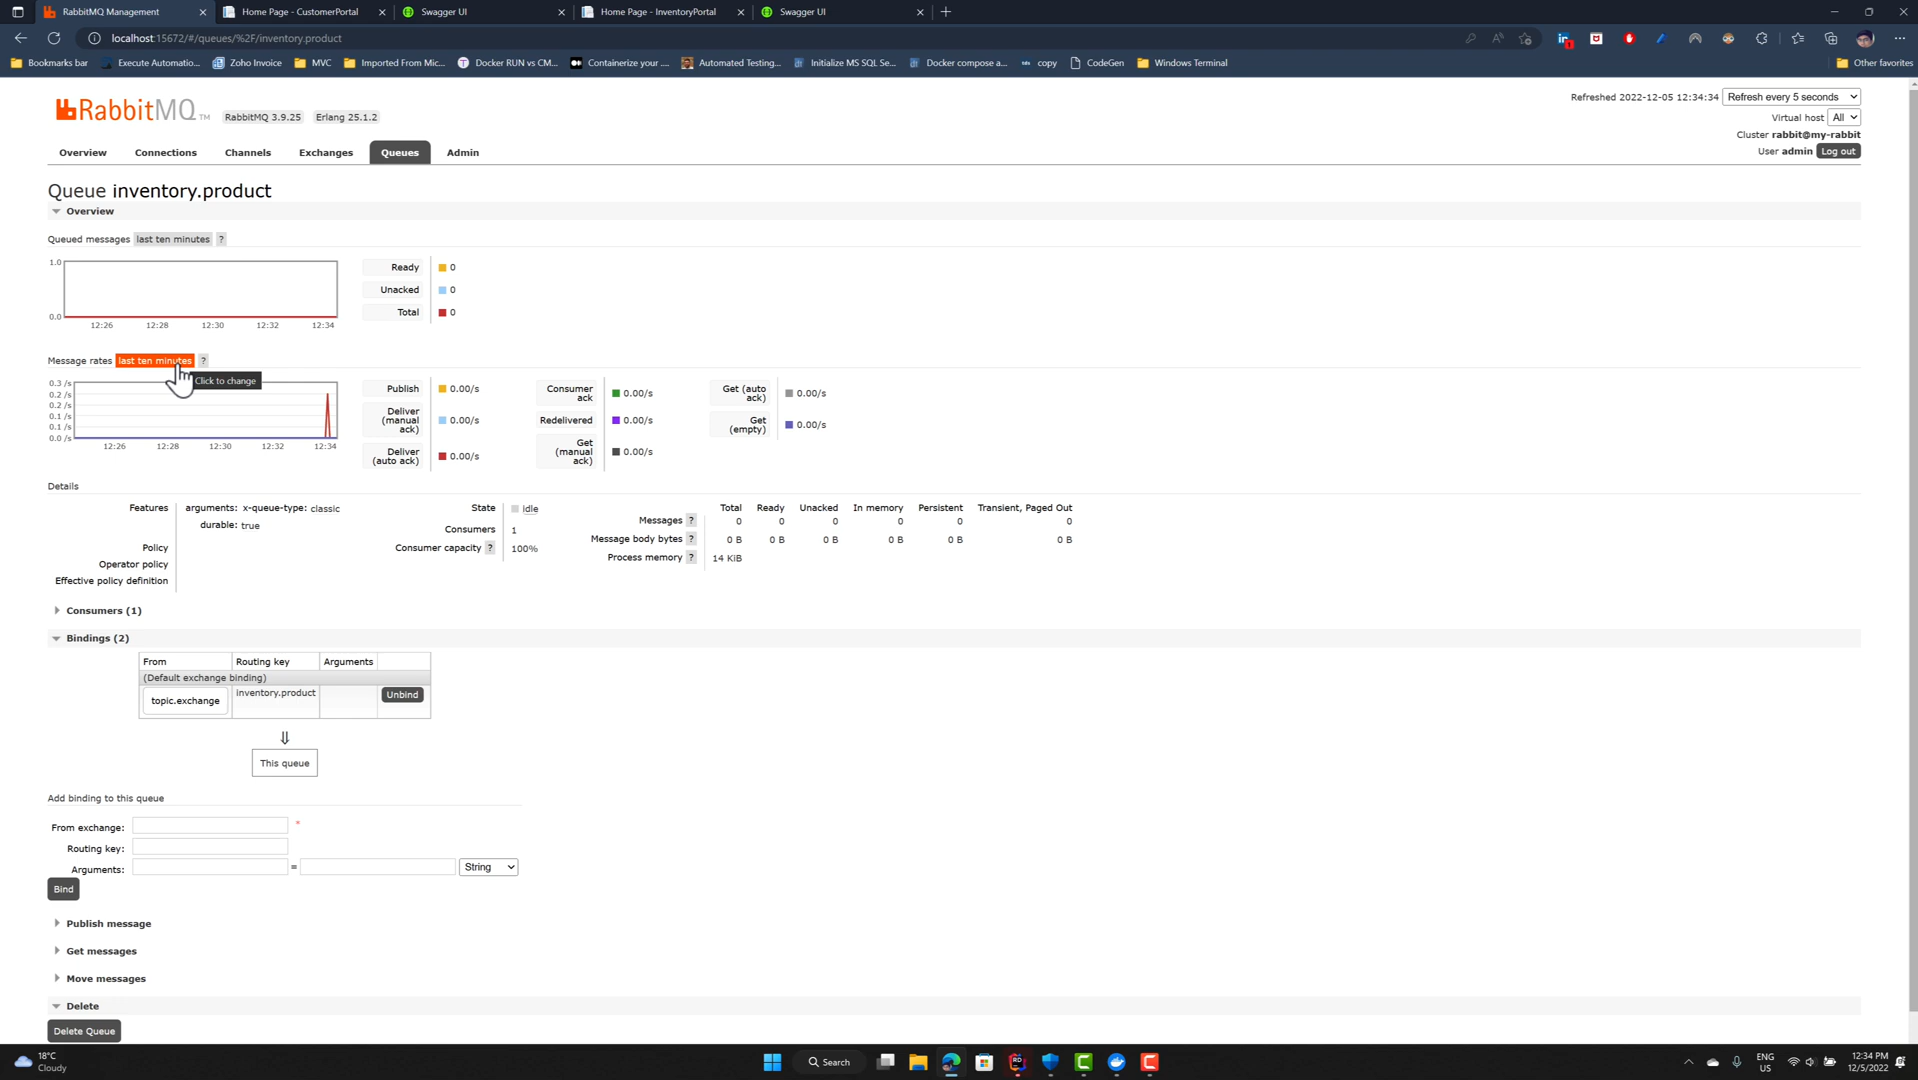 RabbitMQ Management
Home Page - CustomerPortal
Swagger UI
Home Page - InventoryPortal
Swagger UI
localhost:15672/#/queues/%2F/inventory.product
Bookmarks bar
Execute Automatio...
Zoho Invoice
MVC
Imported From Mic...
Docker RUN vs CM...
Containerize your ....
Automated Testing...
Initialize MS SQL Se...
Docker compose a...
copy
CodeGen
Windows Terminal
Other favorites
RabbitMQ TM
RabbitMQ 3.9.25
Erlang 25.1.2
Refreshed 2022-12-05 12:34:34
Refresh every 5 seconds
Virtual host All
Cluster rabbit@my-rabbit
User admin Log out
Overview
Connections
Channels
Exchanges
Queues
Admin
Queue inventory.product
Overview
Queued messages last ten minutes ?
1.0
0.0
12:26 12:28 12:30 12:32 12:34
Ready 0
Unacked 0
Total 0
Message rates last ten minutes ?
Click to change
0.3 /s
0.2 /s
0.2 /s
0.1 /s
0.1 /s
0.0 /s
12:26 12:28 12:30 12:32 12:34
Publish 0.00/s
Deliver (manual ack) 0.00/s
Deliver (auto ack) 0.00/s
Consumer ack 0.00/s
Redelivered 0.00/s
Get (manual ack) 0.00/s
Get (auto ack) 0.00/s
Get (empty) 0.00/s
Details
Features
arguments: x-queue-type: classic
durable: true
Policy
Operator policy
Effective policy definition
State idle
Consumers 1
Consumer capacity ? 100%
Total Ready Unacked In memory Persistent Transient, Paged Out
Messages ? 0 0 0 0 0 0
Message body bytes ? 0 B 0 B 0 B 0 B 0 B 0 B
Process memory ? 14 KiB
Consumers (1)
Bindings (2)
From Routing key Arguments
(Default exchange binding)
topic.exchange inventory.product Unbind
⇓
This queue
Add binding to this queue
From exchange: *
Routing key:
Arguments: = String
Bind
Publish message
Get messages
Move messages
Delete
Delete Queue
18°C
Cloudy
Search
ENG
US
12:34 PM
12/5/2022